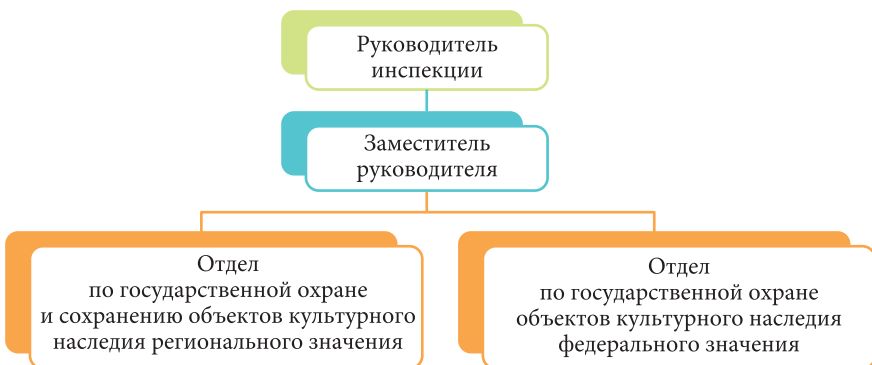 Руководитель
инспекции
Заместитель
руководителя
Отдел
по государственной охране
и сохранению объектов культурного
наследия регионального значения
Отдел
по государственной охране
объектов культурного наследия
федерального значения